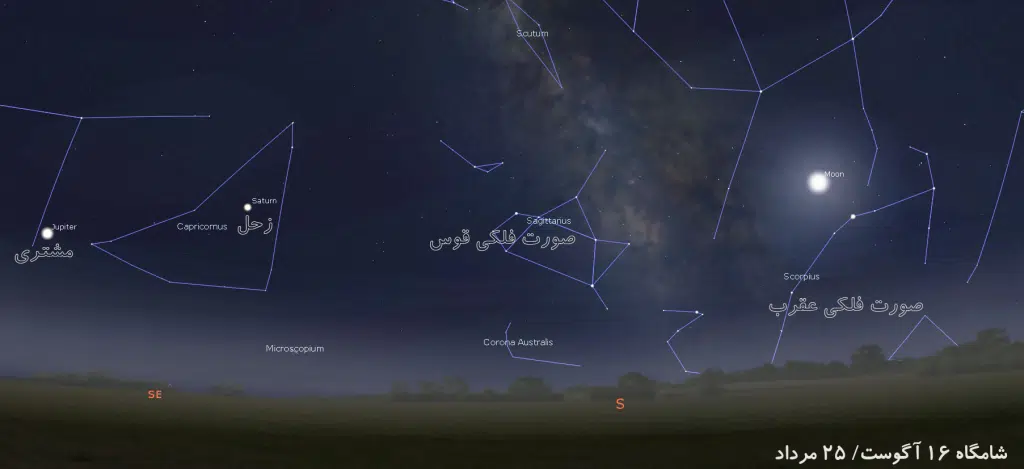 Scutum
Moon
Saturn
Jupiter
Capricornus
Sagittarius
زحل
صورت فلکی قوس
مشتری
Scorpius
صورت فلکی عقرب
Corona Australis
Microscopium
SE
S
شامگاه ۱۶ آگوست/ ۲۵ مرداد